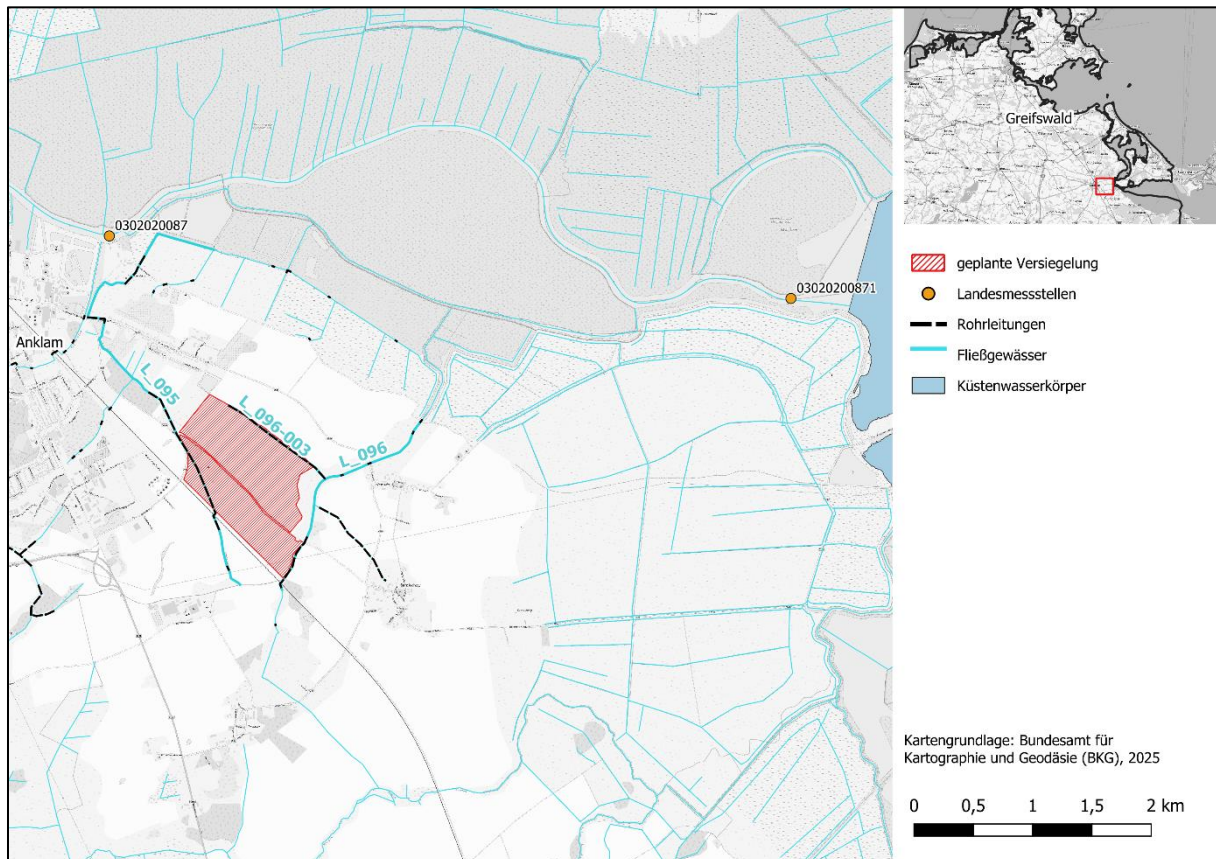 Greifswald
0302020087
03020200871
Anklam
L_095
L_096-003
L_096
geplante Versiegelung
Landesmessstellen
Rohrleitungen
Fließgewässer
Küstenwasserkörper
Kartengrundlage: Bundesamt für
Kartographie und Geodäsie (BKG), 2025
0 0,5 1 1,5 2 km